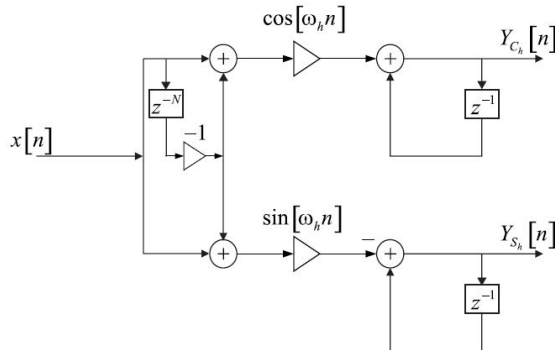 cos[ω_h n]
Y_{C_h}[n]
+
+
z^{-N}
z^{-1}
-1
x[n]
sin[ω_h n]
Y_{S_h}[n]
+
−
+
z^{-1}